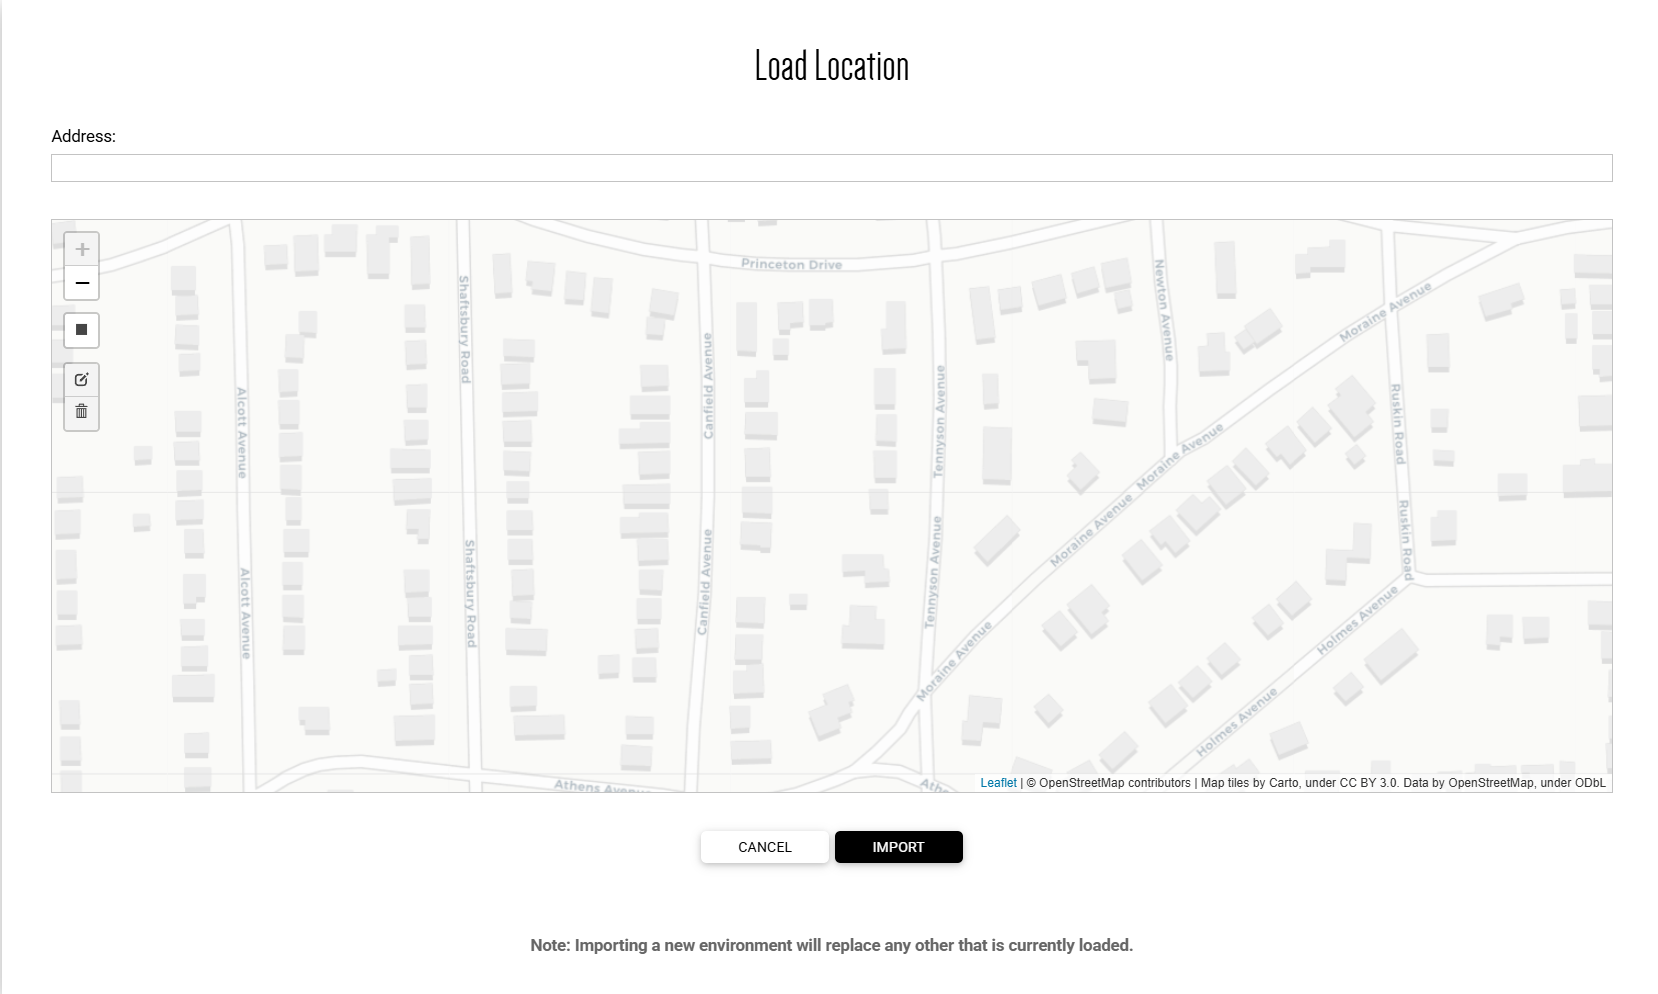 Load Location
Address:
Princeton Drive
Newton Avenue
Moraine Avenue
Shaftsbury Road
Canfield Avenue
Tennyson Avenue
Alcott Avenue
Ruskin Road
Moraine Avenue
Moraine Avenue
Ruskin Road
Tennyson Avenue
Canfield Avenue
Shaftsbury Road
Alcott Avenue
Holmes Avenue
Moraine Avenue
Holmes Avenue
Athens Avenue
Athe
Leaflet | © OpenStreetMap contributors | Map tiles by Carto, under CC BY 3.0. Data by OpenStreetMap, under ODbL
CANCEL
IMPORT
Note: Importing a new environment will replace any other that is currently loaded.